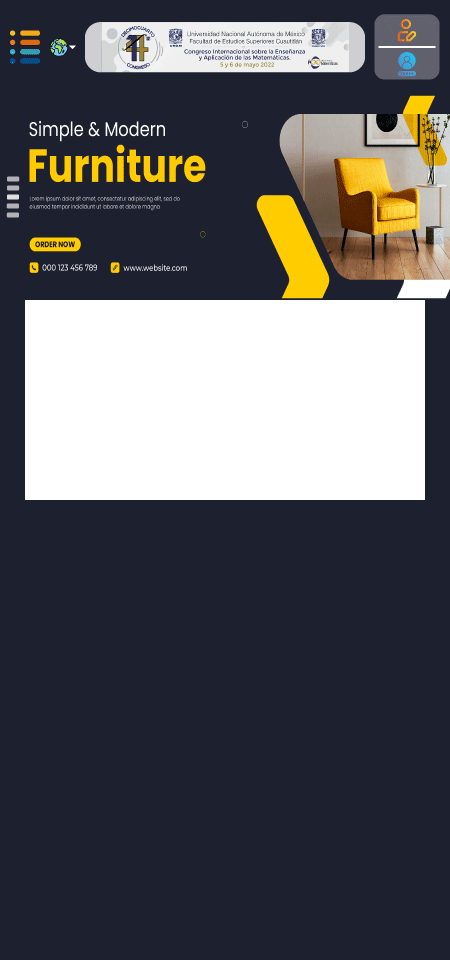 DECIMOCUARTO
14
CONGRESO
Universidad Nacional Autónoma de México
Facultad de Estudios Superiores Cuautitlán
Congreso Internacional sobre la Enseñanza
y Aplicación de las Matemáticas.
5 y 6 de mayo 2022
Simple & Modern
Furniture
Lorem ipsum dolor sit amet, consectetur adipiscing elit, sed do
eiusmod tempor incididunt ut labore et dolore magna
ORDER NOW
000 123 456 789
www.website.com